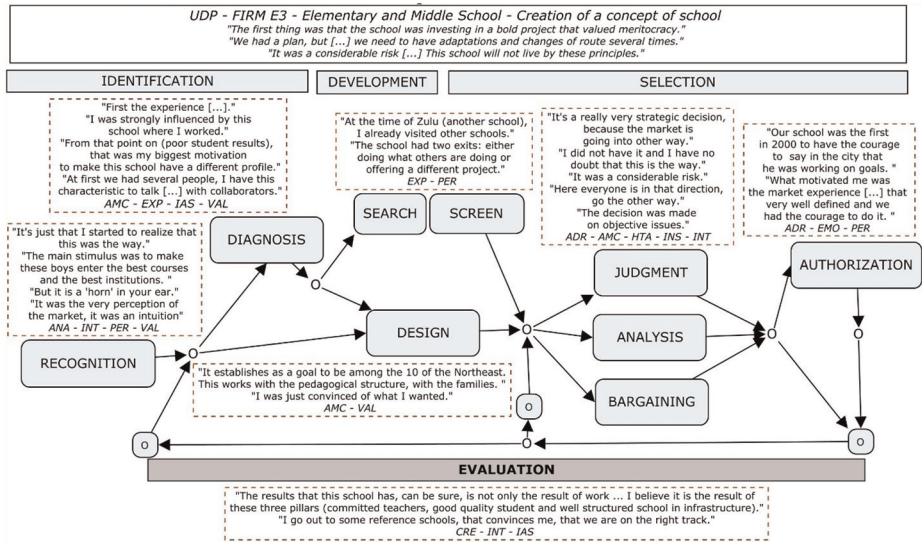 UDP - FIRM E3 - Elementary and Middle School - Creation of a concept of school
"The first thing was that the school was investing in a bold project that valued meritocracy."
"We had a plan, but [...] we need to have adaptations and changes of route several times."
"It was a considerable risk [...] This school will not live by these principles."
IDENTIFICATION
DEVELOPMENT
SELECTION
"First the experience [...]."
"I was strongly influenced by this
school where I worked."
"From that point on (poor student results),
that was my biggest motivation
to make this school have a different profile."
"At first we had several people, I have this
characteristic to talk [...] with collaborators."
AMC - EXP - IAS - VAL
"At the time of Zulu (another school),
I already visited other schools."
"The school had two exits: either
doing what others are doing or
offering a different project."
EXP - PER
"It's a really very strategic decision,
because the market is
going into other way."
"I did not have it and I have no
doubt that this is the way."
"It was a considerable risk."
"Here everyone is in that direction,
go the other way."
"The decision was made
on objective issues."
ADR - AMC - HTA - INS - INT
"Our school was the first
in 2000 to have the courage
to say in the city that
he was working on goals. "
"What motivated me was
the market experience [...] that
very well defined and we
had the courage to do it. "
ADR - EMO - PER
"It's just that I started to realize that
this was the way."
"The main stimulus was to make
these boys enter the best courses
and the best institutions. "
"But it is a 'horn' in your ear."
"It was the very perception of
the market, it was an intuition"
ANA - INT - PER - VAL
DIAGNOSIS
SEARCH
SCREEN
JUDGMENT
AUTHORIZATION
O
RECOGNITION
O
DESIGN
O
ANALYSIS
O
O
"It establishes as a goal to be among the 10 of the Northeast.
This works with the pedagogical structure, with the families. "
"I was just convinced of what I wanted."
AMC - VAL
BARGAINING
O
O
O
O
EVALUATION
"The results that this school has, can be sure, is not only the result of work ... I believe it is the result of
these three pillars (committed teachers, good quality student and well structured school in infrastructure)."
"I go out to some reference schools, that convinces me, that we are on the right track."
CRE - INT - IAS